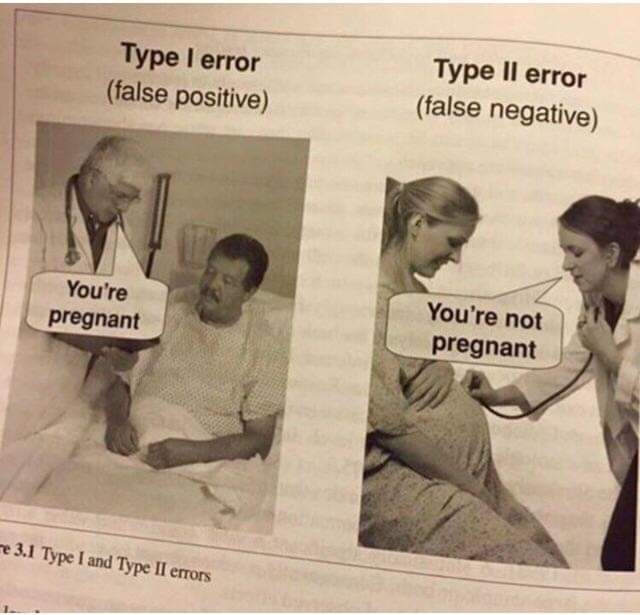 Type I error
(false positive)
You're
pregnant
Type II error
(false negative)
You're not
pregnant
3.1 Type I and Type II errors